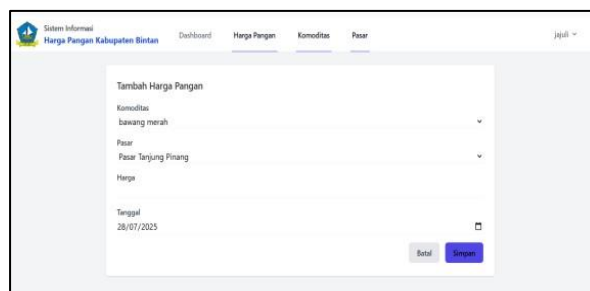 Sistem Informasi
Harga Pangan Kabupaten Bintan
Dashboard Harga Pangan Komoditas Pasar jajuli
Tambah Harga Pangan
Komoditas
bawang merah
Pasar
Pasar Tanjung Pinang
Harga
Tanggal
28/07/2025
Batal Simpan